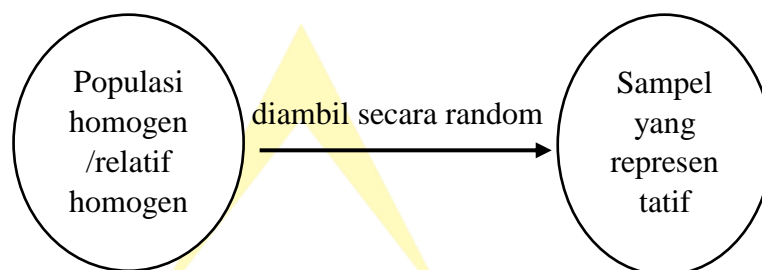 Populasi
homogen
/relatif
homogen
diambil secara random
Sampel
yang
represen
tatif